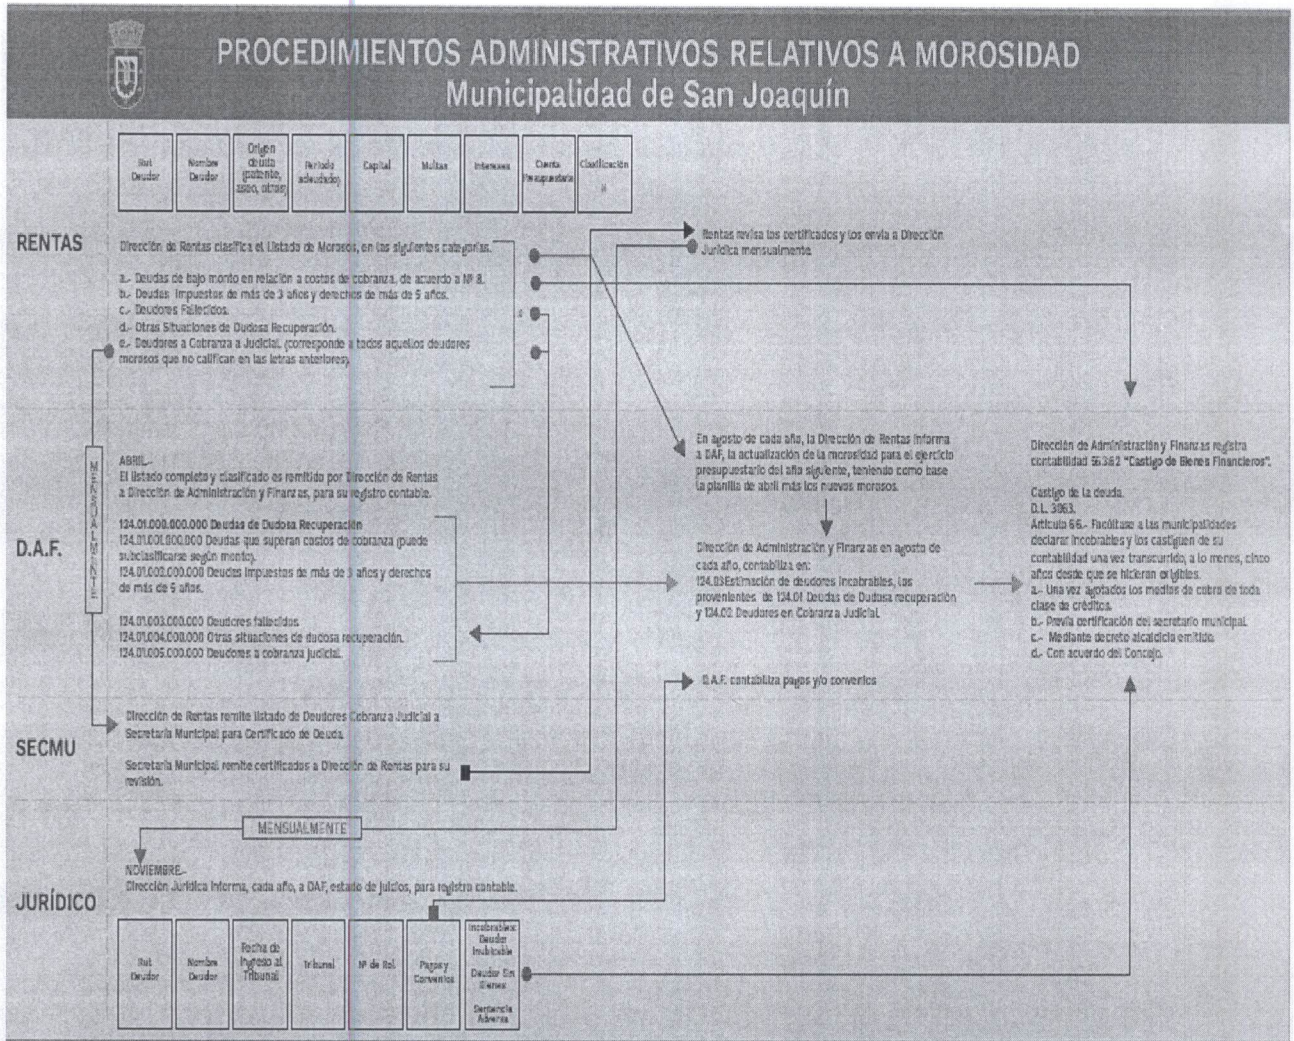 PROCEDIMIENTOS ADMINISTRATIVOS RELATIVOS A MOROSIDAD
Municipalidad de San Joaquín
Rut
Deudor
Nombre
Deudor
Origen
deuda
(patente,
aseo, otros)
Periodo
adeudado
Capital
Multas
Intereses
Cuenta
Presupuestaria
Clasificación
RENTAS
Dirección de Rentas clasifica el Listado de Morosos, en las siguientes categorías.
a.- Deudas de bajo monto en relación a costos de cobranza, de acuerdo a Nº 8.
b.- Deudas Impuestos de más de 3 años y derechos de más de 5 años.
c.- Deudores Fallecidos.
d.- Otras Situaciones de Dudosa Recuperación.
e.- Deudores a Cobranza a Judicial. (corresponde a todos aquellos deudores
morosos que no califican en las letras anteriores).
Rentas revisa los certificados y los envía a Dirección
Jurídica mensualmente.
D.A.F.
MENSUALMENTE
ABRIL.-
El listado completo y clasificado es remitido por Dirección de Rentas
a Dirección de Administración y Finanzas, para su registro contable.
124.01.000.000.000 Deudas de Dudosa Recuperación
124.01.001.000.000 Deudas que superan costos de cobranza (puede
subclasificarse según monto).
124.01.002.000.000 Deudas Impuestos de más de 3 años y derechos
de más de 5 años.
124.01.003.000.000 Deudores fallecidos.
124.01.004.000.000 Otras situaciones de dudosa recuperación.
124.01.005.000.000 Deudores a cobranza judicial.
En agosto de cada año, la Dirección de Rentas informa
a DAF, la actualización de la morosidad para el ejercicio
presupuestario del año siguiente, teniendo como base
la planilla de abril más los nuevos morosos.
Dirección de Administración y Finanzas en agosto de
cada año, contabiliza en:
124.03Estimación de deudores incobrables, los
provenientes de 124.01 Deudas de Dudosa recuperación
y 124.02 Deudores en Cobranza Judicial.
D.A.F. contabiliza pagos y/o convenios
Dirección de Administración y Finanzas registra
contabilidad 56.362 "Castigo de Bienes Financieros".
Castigo de la deuda.
D.L. 3063.
Artículo 66.- Facúltase a las municipalidades
declarar incobrables y los castiguen de su
contabilidad una vez transcurrido, a lo menos, cinco
años desde que se hicieran exigibles.
a.- Una vez agotados los medios de cobro de toda
clase de créditos.
b.- Previa certificación del secretario municipal.
c.- Mediante decreto alcaldicio emitido.
d.- Con acuerdo del Concejo.
SECMU
Dirección de Rentas remite listado de Deudores Cobranza Judicial a
Secretaría Municipal para Certificado de Deuda.
Secretaría Municipal remite certificados a Dirección de Rentas para su
revisión.
MENSUALMENTE
JURÍDICO
NOVIEMBRE.-
Dirección Jurídica informa, cada año, a DAF, estado de juicios, para registro contable.
Rut
Deudor
Nombre
Deudor
Fecha de
Ingreso al
Tribunal
Tribunal
Nº de Rol
Pagos y
Convenios
Incobrables:
Deudor
Inubicable
Deudor Sin
Bienes
Sentencia
Adversa